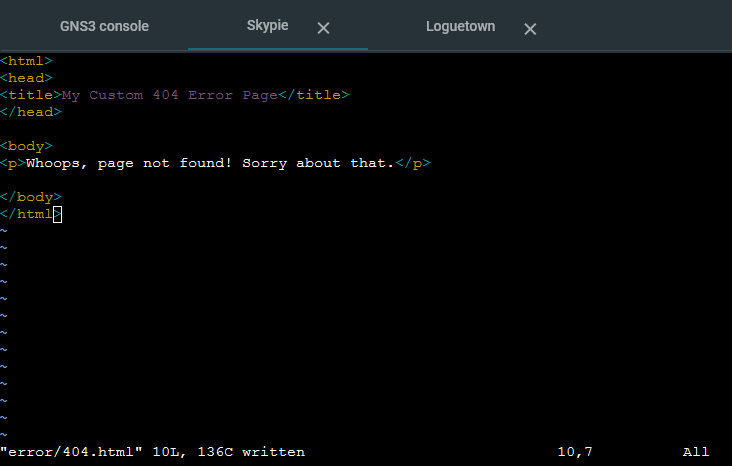 GNS3 console Skypie × Loguetown ×
<html>
<head>
<title>My Custom 404 Error Page</title>
</head>
<body>
<p>Whoops, page not found! Sorry about that.</p>
</body>
</html>
~
~
~
~
~
~
~
~
~
~
~
~
~
"error/404.html" 10L, 136C written 10,7 All